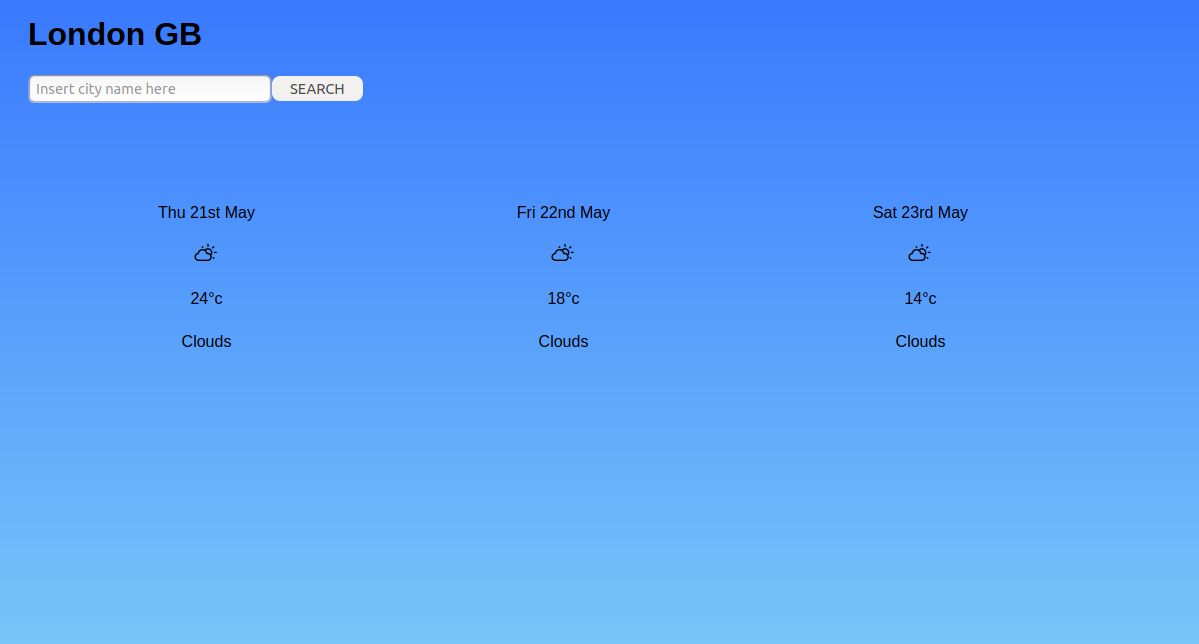 London GB
Insert city name here SEARCH
Thu 21st May Fri 22nd May Sat 23rd May
24°c 18°c 14°c
Clouds Clouds Clouds